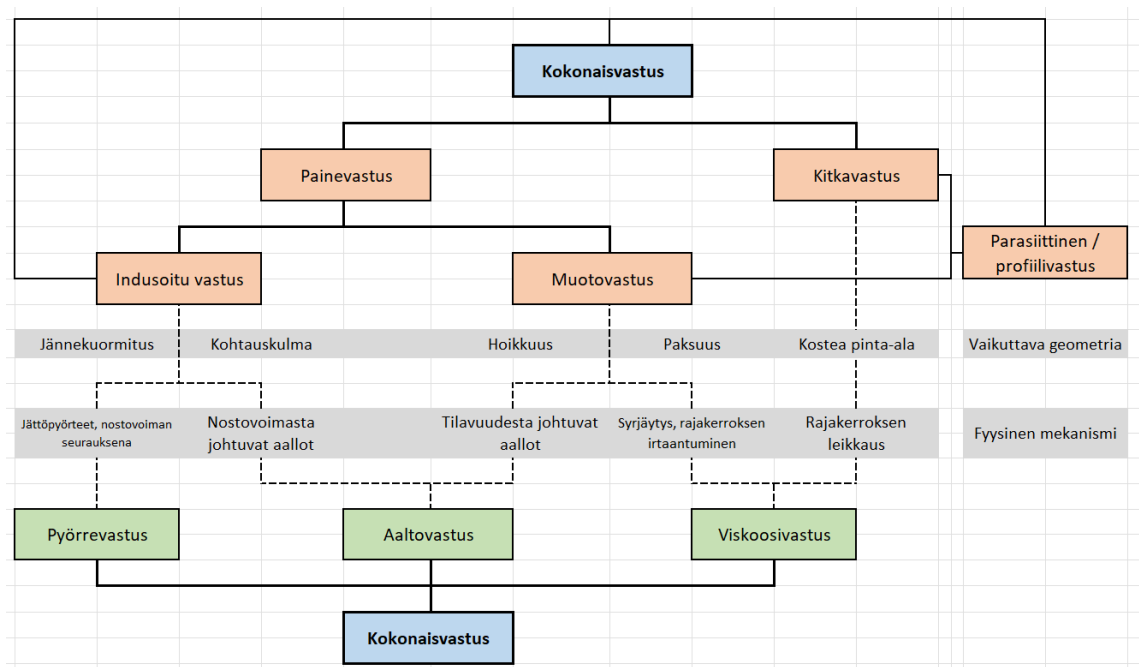 Kokonaisvastus
Painevastus
Kitkavastus
Parasiittinen /
profiilivastus
Indusoitu vastus
Muotovastus
Jännekuormitus
Kohtauskulma
Hoikkuus
Paksuus
Kostea pinta-ala
Vaikuttava geometria
Jättöpyörteet, nostovoiman
seurauksena
Nostovoimasta
johtuvat aallot
Tilavuudesta johtuvat
aallot
Syrjäytys, rajakerroksen
irtaantuminen
Rajakerroksen
leikkaus
Fyysinen mekanismi
Pyörrevastus
Aaltovastus
Viskoosivastus
Kokonaisvastus